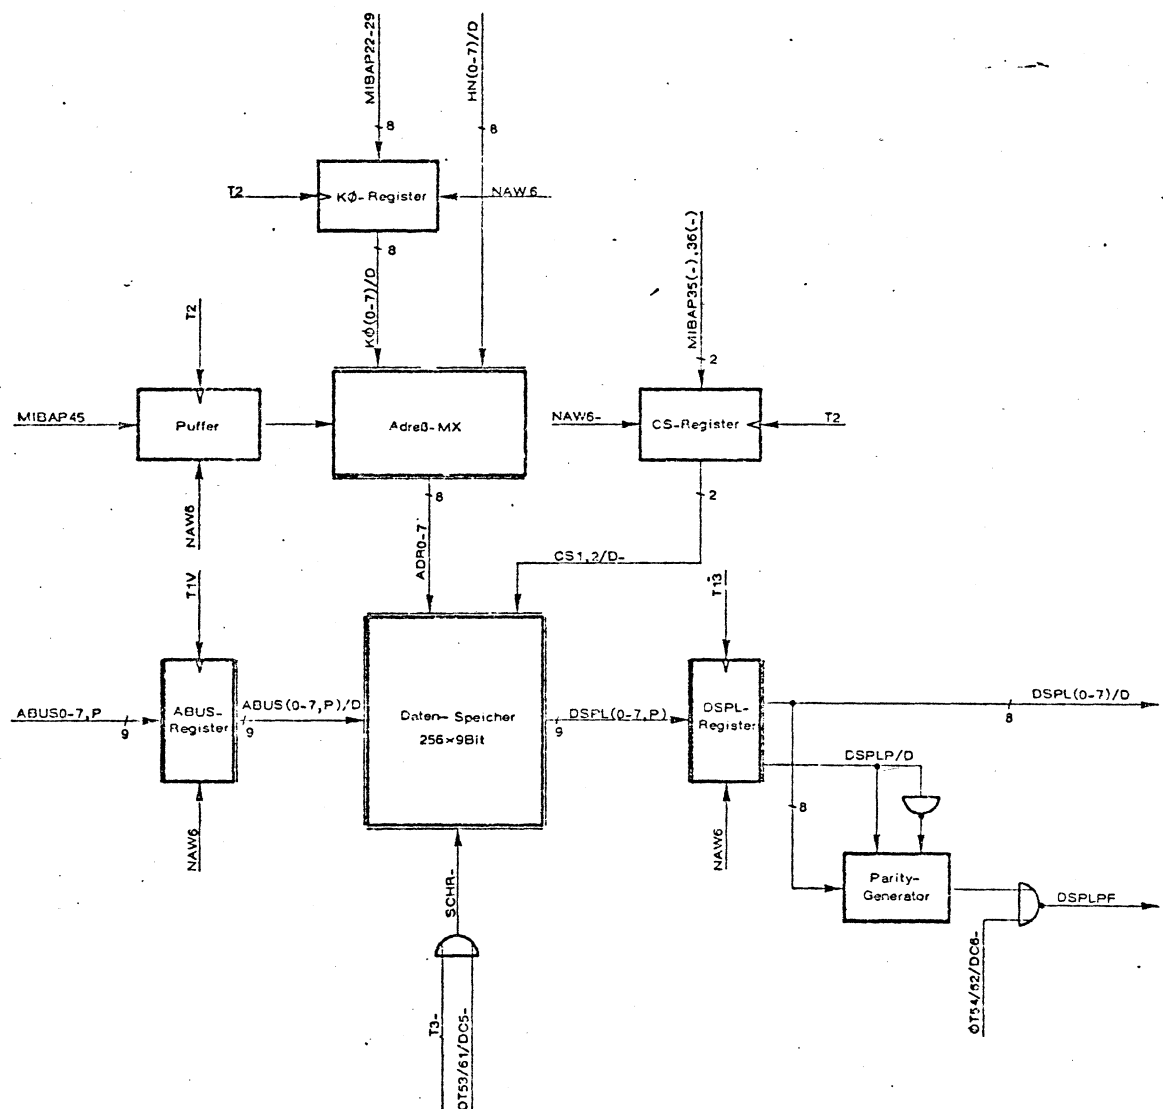 MIBAP22-29
HN(0-7)/D
8
8
T2
KØ-Register
NAW6
8
KØ(0-7)/D
MIBAP35(-),36(-)
T2
2
MIBAP45
Puffer
Adreß-MX
NAW6-
CS-Register
T2
8
2
NAW6
ADR0-7
CS1,2/D-
T1V
T13
ABUS0-7,P
9
ABUS-
Register
ABUS(0-7,P)/D
9
Daten-Speicher
256×9Bit
DSPL(0-7,P)
9
DSPL-
Register
DSPL(0-7)/D
8
DSPLP/D
8
NAW6
NAW6
Parity-
Generator
DSPLPF
SCHR-
T3-
ØT53/61/DC5-
ØT54/62/DC6-